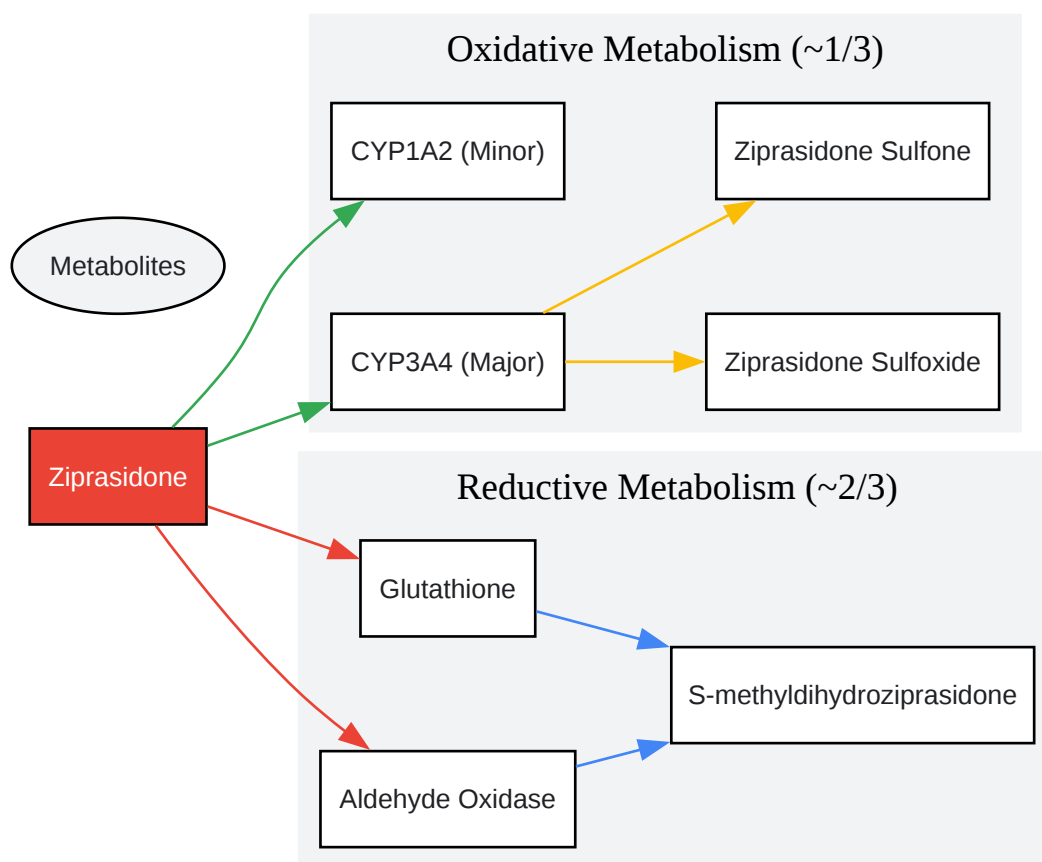 Oxidative Metabolism (~1/3)
CYP1A2 (Minor)
Ziprasidone Sulfone
Metabolites
CYP3A4 (Major)
Ziprasidone Sulfoxide
Ziprasidone
Reductive Metabolism (~2/3)
Glutathione
S-methyldihydroziprasidone
Aldehyde Oxidase